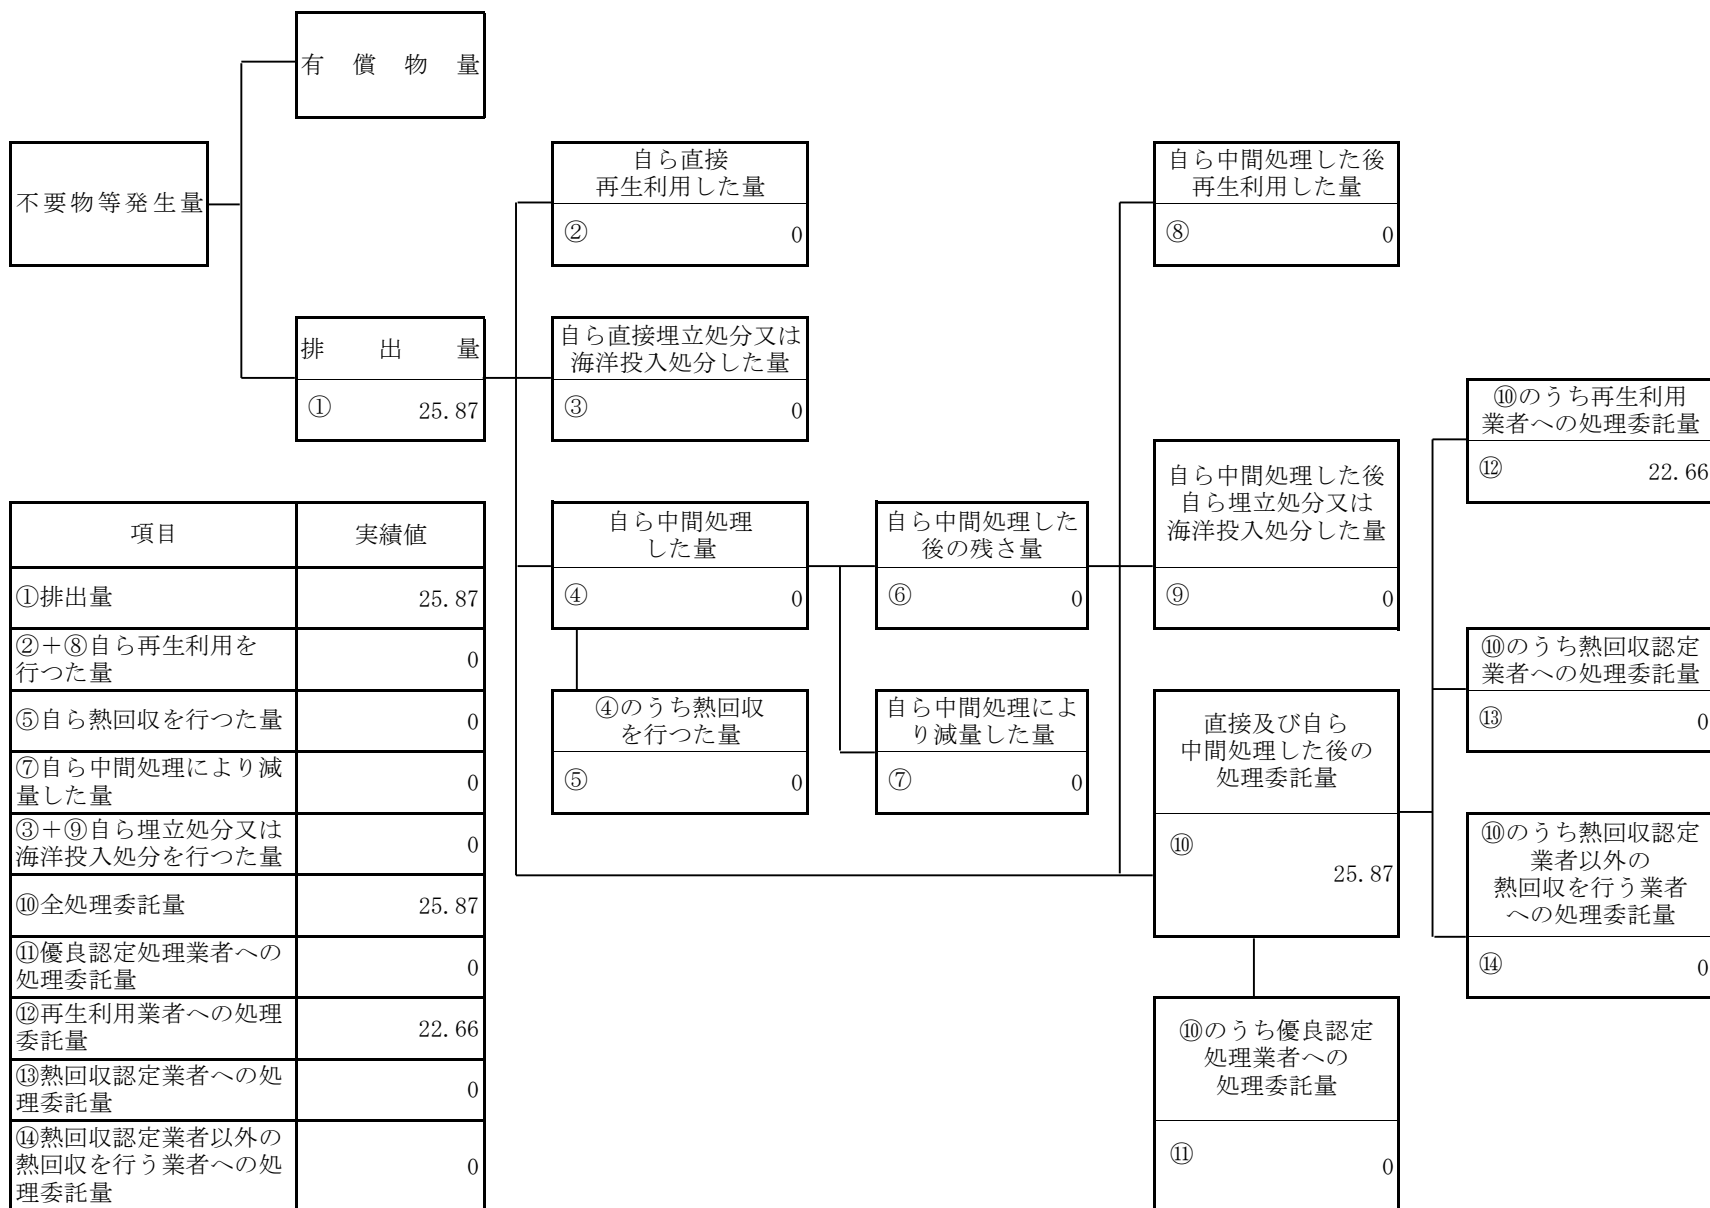 有償物量
不要物等発生量
排出量
① 25.87
自ら直接
再生利用した量
② 0
自ら直接埋立処分又は
海洋投入処分した量
③ 0
自ら中間処理
した量
④ 0
④のうち熱回収
を行つた量
⑤ 0
自ら中間処理した
後の残さ量
⑥ 0
自ら中間処理によ
り減量した量
⑦ 0
自ら中間処理した後
再生利用した量
⑧ 0
自ら中間処理した後
自ら埋立処分又は
海洋投入処分した量
⑨ 0
直接及び自ら
中間処理した後の
処理委託量
⑩
25.87
⑩のうち優良認定
処理業者への
処理委託量
⑪ 0
⑩のうち再生利用
業者への処理委託量
⑫ 22.66
⑩のうち熱回収認定
業者への処理委託量
⑬ 0
⑩のうち熱回収認定
業者以外の
熱回収を行う業者
への処理委託量
⑭ 0
項目 実績値
①排出量 25.87
②＋⑧自ら再生利用を
行つた量 0
⑤自ら熱回収を行つた量 0
⑦自ら中間処理により減
量した量 0
③＋⑨自ら埋立処分又は
海洋投入処分を行つた量 0
⑩全処理委託量 25.87
⑪優良認定処理業者への
処理委託量 0
⑫再生利用業者への処理
委託量 22.66
⑬熱回収認定業者への処
理委託量 0
⑭熱回収認定業者以外の
熱回収を行う業者への処
理委託量 0